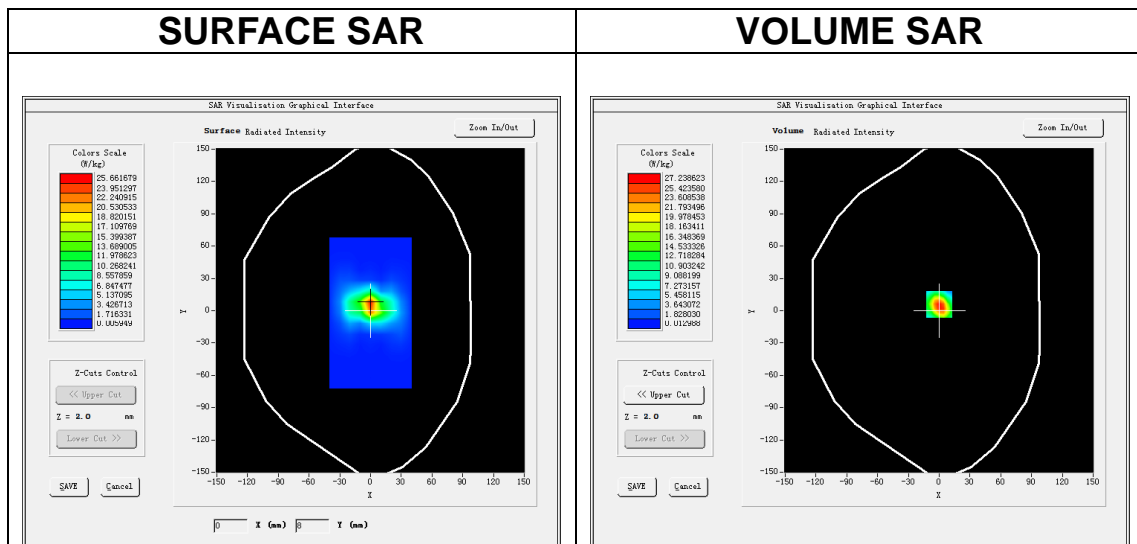 SURFACE SAR
VOLUME SAR
SAR Visualisation Graphical Interface
Surface Radiated Intensity
Zoom In/Out
Colors Scale
(W/kg)
25.661679
23.951297
22.240915
20.530533
18.820151
17.109769
15.399387
13.689005
11.978623
10.268241
8.557859
6.847477
5.137095
3.426713
1.716331
0.005949
150
120
90
60
30
0
-30
-60
-90
-120
-150
Y
-150 -120 -90 -60 -30 0 30 60 90 120 150
X
Z-Cuts Control
<< Upper Cut
Z = 2.0 mm
Lower Cut >>
SAVE Cancel
0 X (mm) 8 Y (mm)
SAR Visualisation Graphical Interface
Volume Radiated Intensity
Zoom In/Out
Colors Scale
(W/kg)
27.238623
25.423580
23.608538
21.793496
19.978453
18.163411
16.348369
14.533326
12.718284
10.903242
9.088199
7.273157
5.458115
3.643072
1.828030
0.012988
150
120
90
60
30
0
-30
-60
-90
-120
-150
Y
-150 -120 -90 -60 -30 0 30 60 90 120 150
X
Z-Cuts Control
<< Upper Cut
Z = 2.0 mm
Lower Cut >>
SAVE Cancel